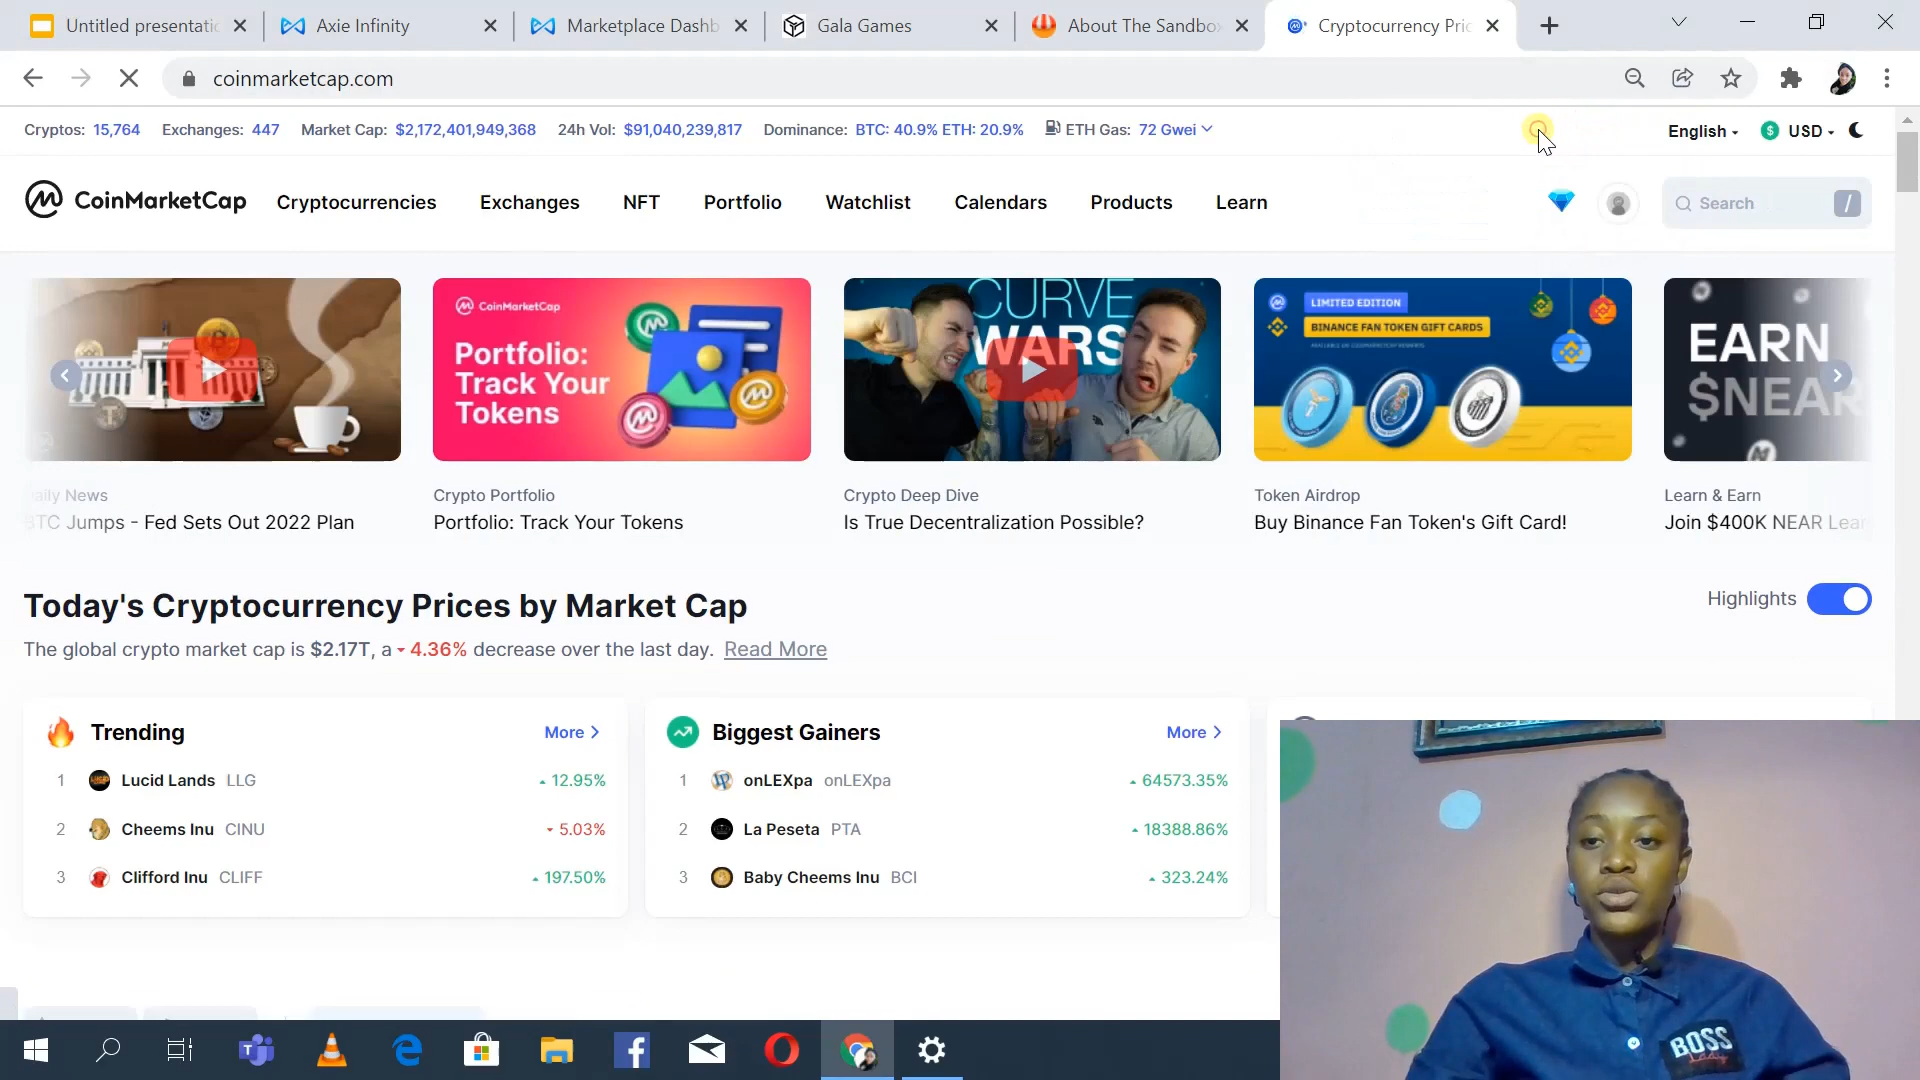 Untitled presentatio
Axie Infinity
Marketplace Dashb
Gala Games
About The Sandbox
Cryptocurrency Pric
coinmarketcap.com
Cryptos: 15,764
Exchanges: 447
Market Cap: $2,172,401,949,368
24h Vol: $91,040,239,817
Dominance: BTC: 40.9% ETH: 20.9%
ETH Gas: 72 Gwei
English
$ USD
CoinMarketCap
Cryptocurrencies
Exchanges
NFT
Portfolio
Watchlist
Calendars
Products
Learn
Search
/
CoinMarketCap
Portfolio:
Track Your
Tokens
CURVE
WARS
LIMITED EDITION
BINANCE FAN TOKEN GIFT CARDS
EARN
$NEAR
Daily News
BTC Jumps - Fed Sets Out 2022 Plan
Crypto Portfolio
Portfolio: Track Your Tokens
Crypto Deep Dive
Is True Decentralization Possible?
Token Airdrop
Buy Binance Fan Token's Gift Card!
Learn & Earn
Join $400K NEAR Lear
Today's Cryptocurrency Prices by Market Cap
Highlights
The global crypto market cap is $2.17T, a 4.36% decrease over the last day. Read More
Trending
More
1 Lucid Lands LLG 12.95%
2 Cheems Inu CINU 5.03%
3 Clifford Inu CLIFF 197.50%
Biggest Gainers
More
1 onLEXpa onLEXpa 64573.35%
2 La Peseta PTA 18388.86%
3 Baby Cheems Inu BCI 323.24%
BOSS
Lady